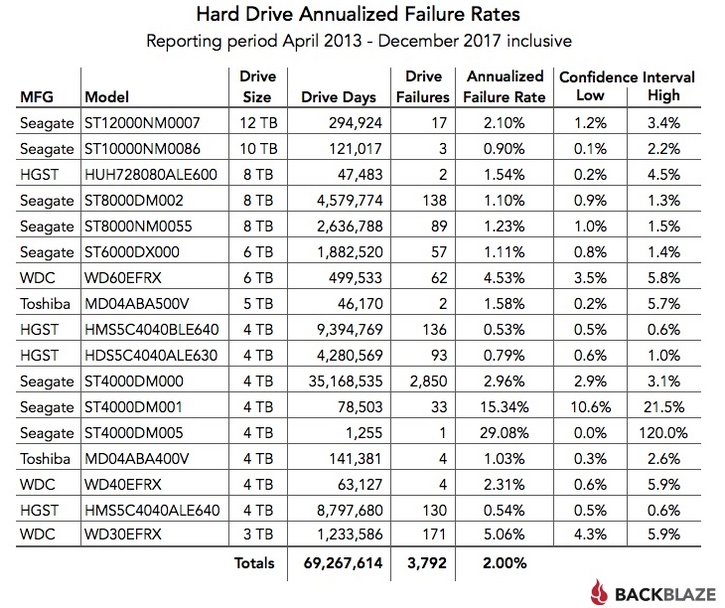 Hard Drive Annualized Failure Rates
Reporting period April 2013 - December 2017 inclusive
Drive Drive Annualized Confidence Interval
MFG Model Size Drive Days Failures Failure Rate Low High
Seagate ST12000NM0007 12 TB 294,924 17 2.10% 1.2% 3.4%
Seagate ST10000NM0086 10 TB 121,017 3 0.90% 0.1% 2.2%
HGST HUH728080ALE600 8 TB 47,483 2 1.54% 0.2% 4.5%
Seagate ST8000DM002 8 TB 4,579,774 138 1.10% 0.9% 1.3%
Seagate ST8000NM0055 8 TB 2,636,788 89 1.23% 1.0% 1.5%
Seagate ST6000DX000 6 TB 1,882,520 57 1.11% 0.8% 1.4%
WDC WD60EFRX 6 TB 499,533 62 4.53% 3.5% 5.8%
Toshiba MD04ABA500V 5 TB 46,170 2 1.58% 0.2% 5.7%
HGST HMS5C4040BLE640 4 TB 9,394,769 136 0.53% 0.5% 0.6%
HGST HDS5C4040ALE630 4 TB 4,280,569 93 0.79% 0.6% 1.0%
Seagate ST4000DM000 4 TB 35,168,535 2,850 2.96% 2.9% 3.1%
Seagate ST4000DM001 4 TB 78,503 33 15.34% 10.6% 21.5%
Seagate ST4000DM005 4 TB 1,255 1 29.08% 0.0% 120.0%
Toshiba MD04ABA400V 4 TB 141,381 4 1.03% 0.3% 2.6%
WDC WD40EFRX 4 TB 63,127 4 2.31% 0.6% 5.9%
HGST HMS5C4040ALE640 4 TB 8,797,680 130 0.54% 0.5% 0.6%
WDC WD30EFRX 3 TB 1,233,586 171 5.06% 4.3% 5.9%
Totals 69,267,614 3,792 2.00%
BACKBLAZE